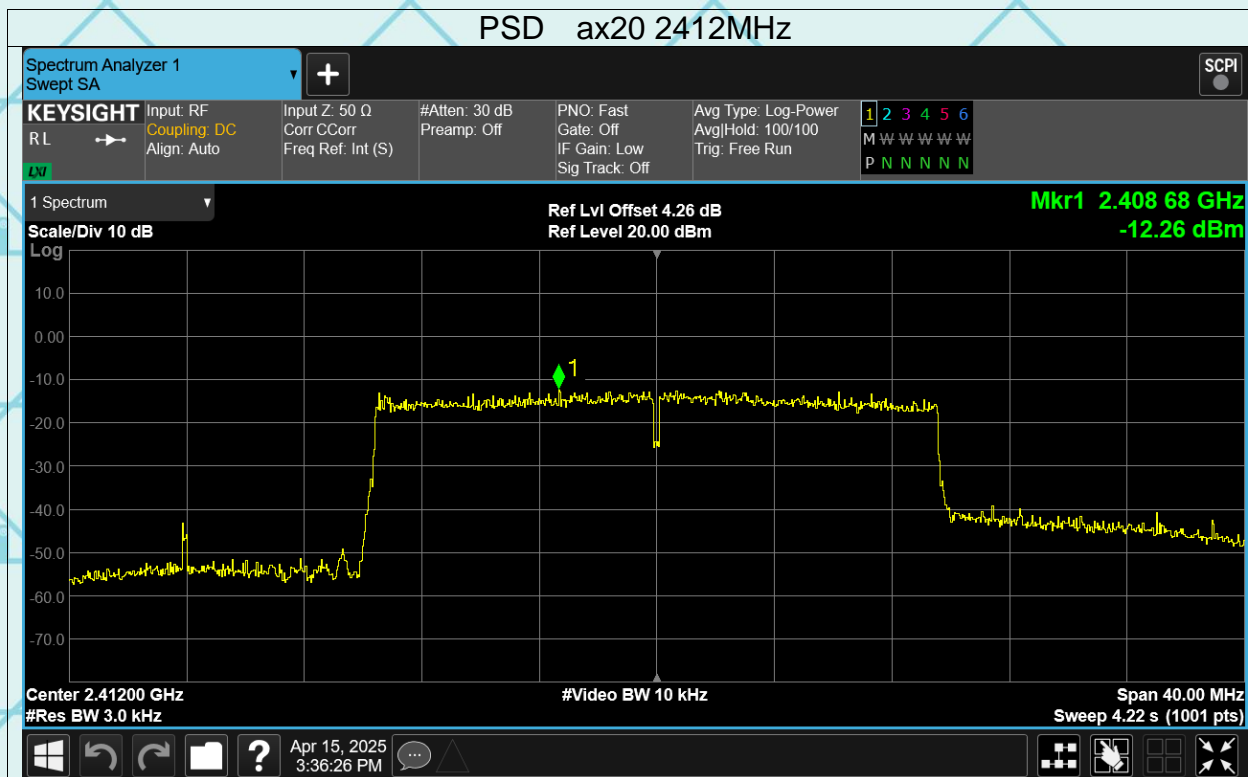 PSD ax20 2412MHz
Spectrum Analyzer 1
Swept SA
▼
+
SCPI
KEYSIGHT
RL
LXI
Input: RF
Coupling: DC
Align: Auto
Input Z: 50 Ω
Corr CCorr
Freq Ref: Int (S)
#Atten: 30 dB
Preamp: Off
PNO: Fast
Gate: Off
IF Gain: Low
Sig Track: Off
Avg Type: Log-Power
Avg|Hold: 100/100
Trig: Free Run
1 2 3 4 5 6
M W W W W W W
P N N N N N
1 Spectrum ▼
Scale/Div 10 dB
Ref Lvl Offset 4.26 dB
Ref Level 20.00 dBm
Mkr1 2.408 68 GHz
-12.26 dBm
Log
10.0
0.00
-10.0
-20.0
-30.0
-40.0
-50.0
-60.0
-70.0
1
Center 2.41200 GHz
#Res BW 3.0 kHz
#Video BW 10 kHz
Span 40.00 MHz
Sweep 4.22 s (1001 pts)
?
Apr 15, 2025
3:36:26 PM